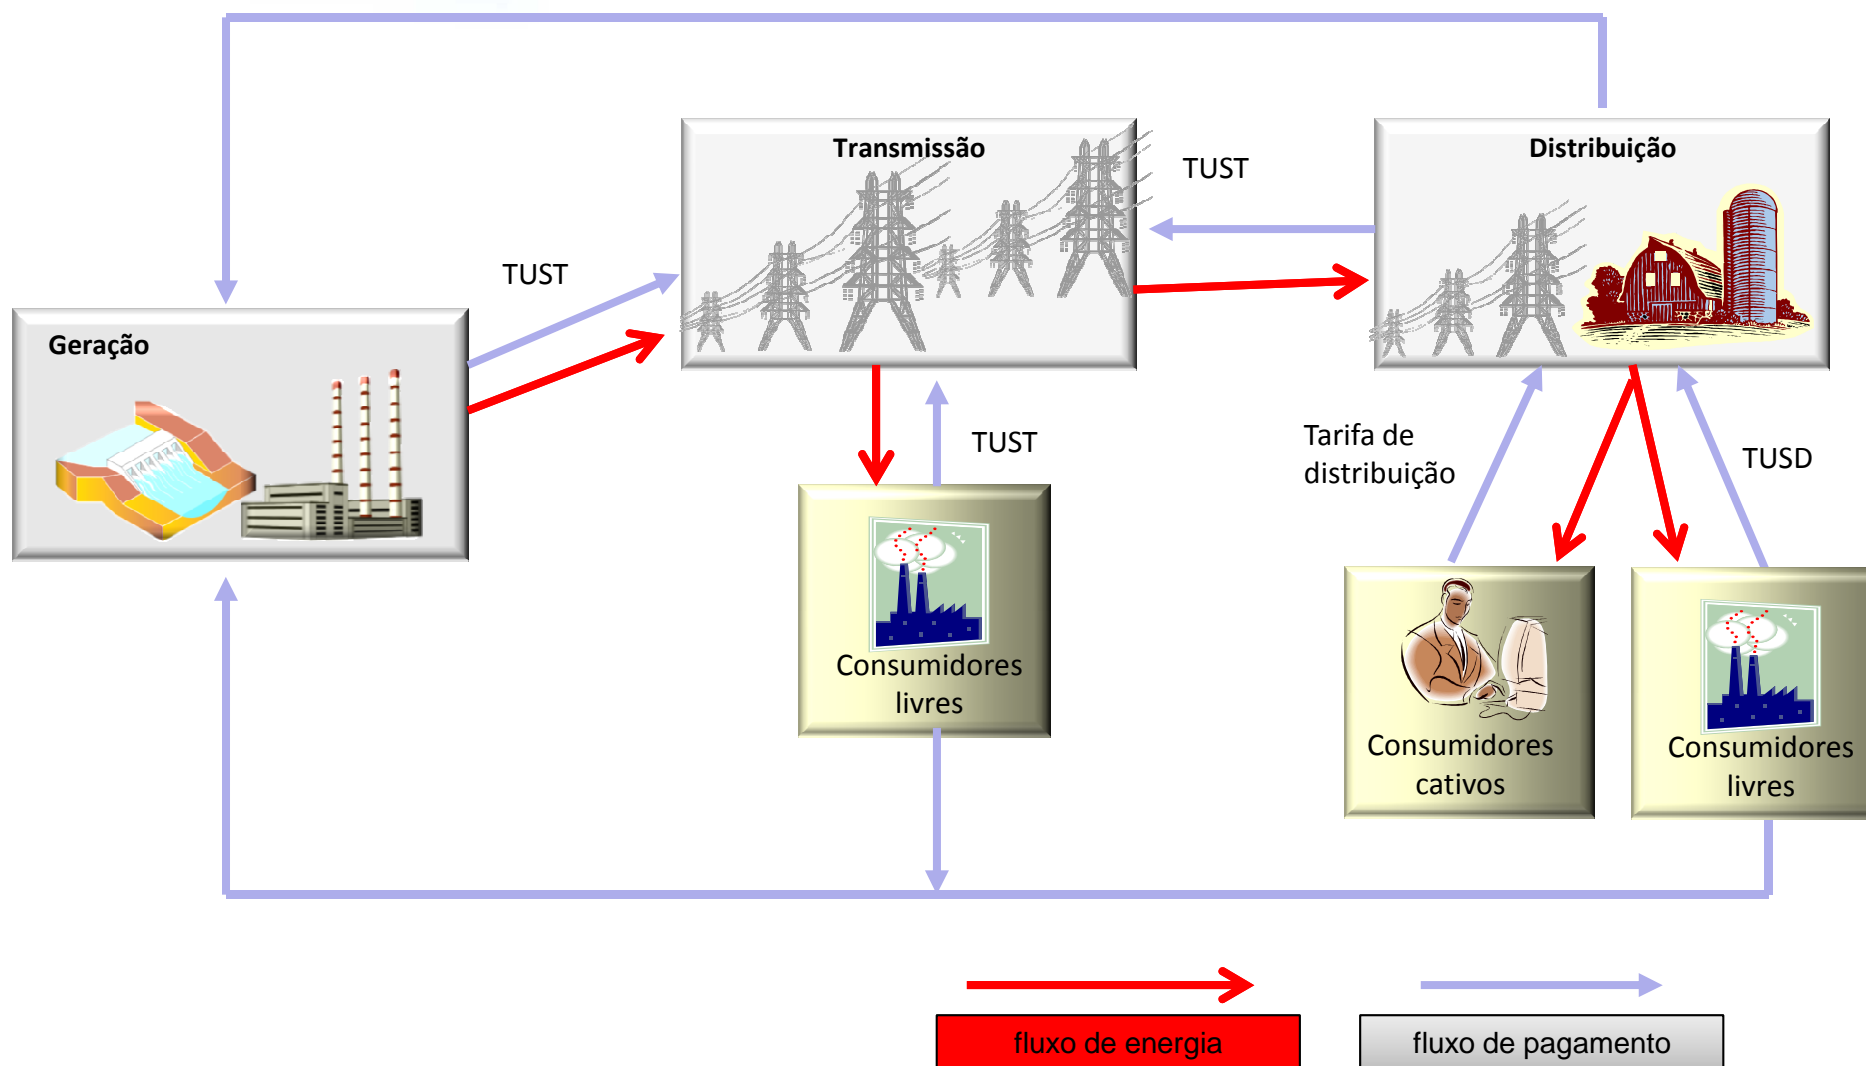 Transmissão
Distribuição
TUST
TUST
Geração
TUST
Tarifa de
distribuição
TUSD
Consumidores
livres
Consumidores
cativos
Consumidores
livres
fluxo de energia
fluxo de pagamento